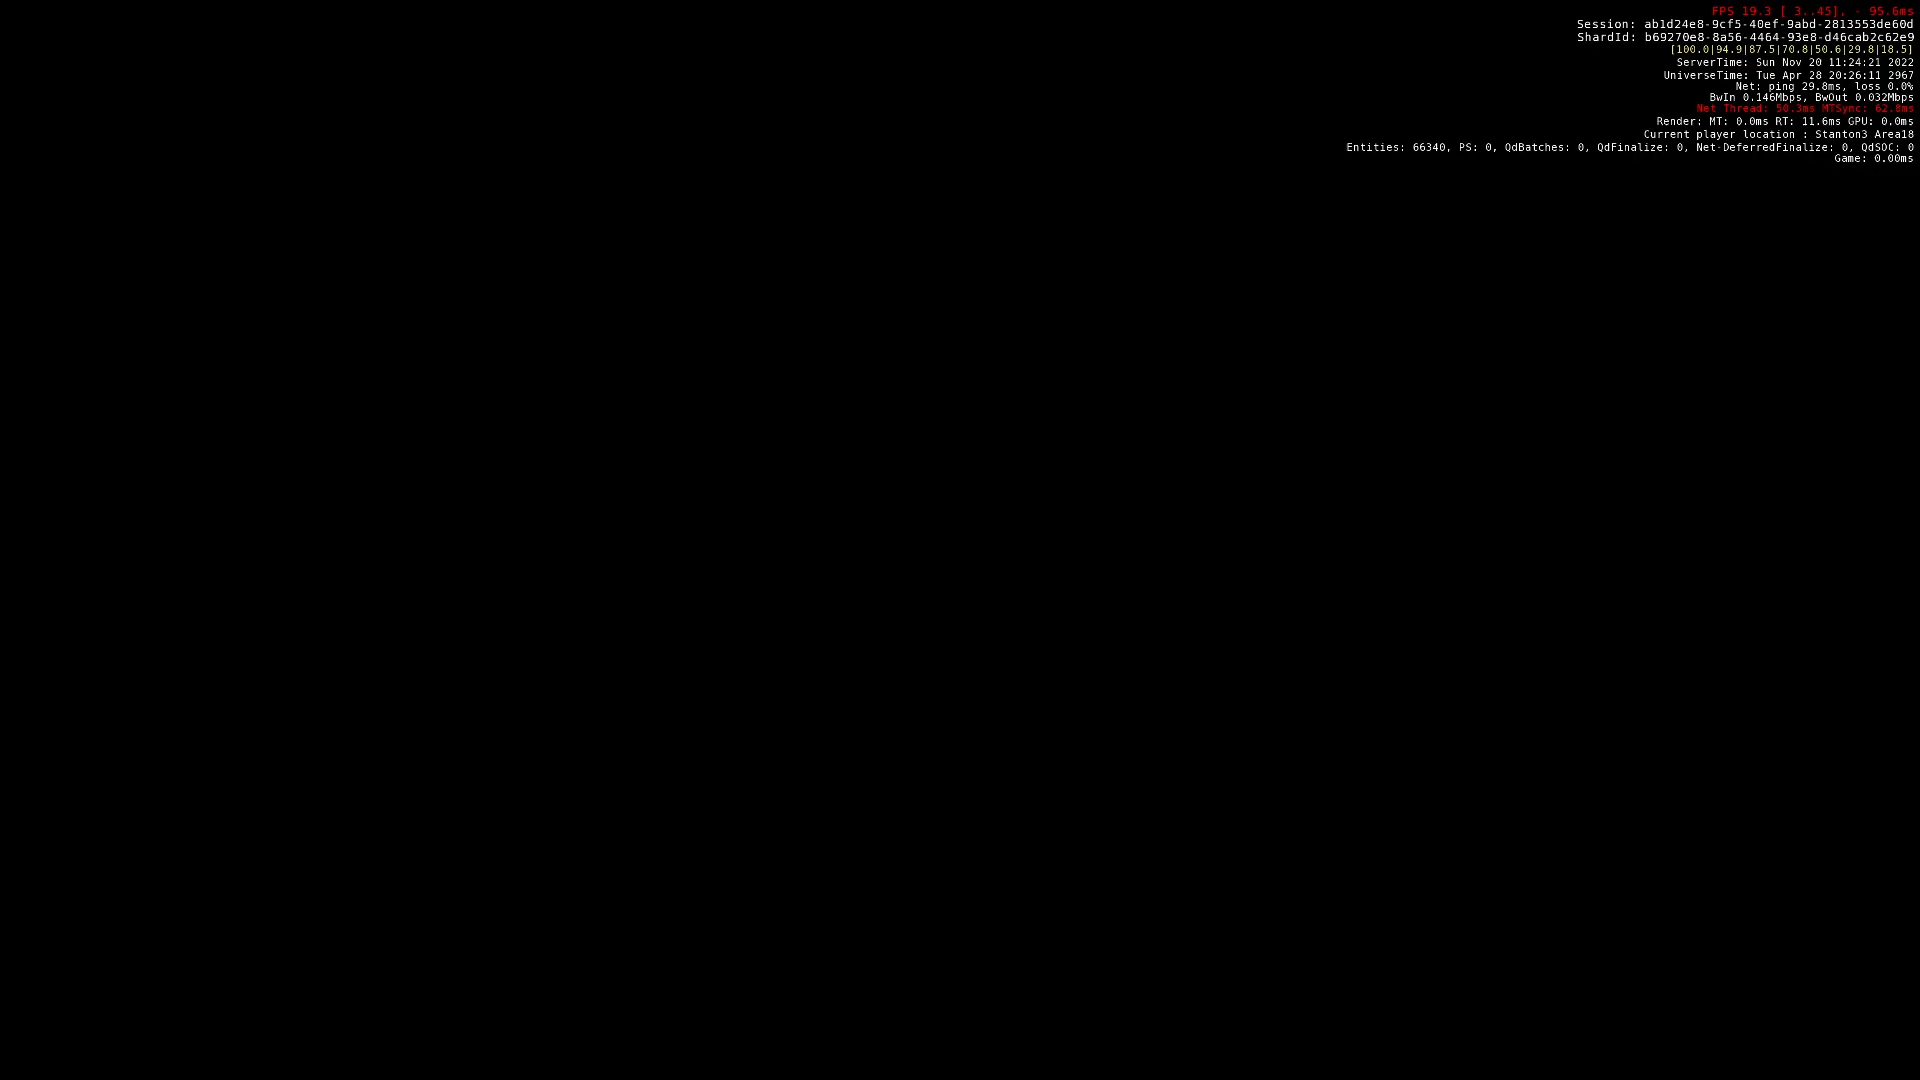 FPS 19.3 [ 3..45], - 95.6ms
Session: ab1d24e8-9cf5-40ef-9abd-2813553de60d
ShardId: b69270e8-8a56-4464-93e8-d46cab2c62e9
[100.0|94.9|87.5|70.8|50.6|29.8|18.5]
ServerTime: Sun Nov 20 11:24:21 2022
UniverseTime: Tue Apr 28 20:26:11 2967
Net: ping 29.8ms, loss 0.0%
BwIn 0.146Mbps, BwOut 0.032Mbps
Net Thread: 50.3ms MTSync: 62.8ms
Render: MT: 0.0ms RT: 11.6ms GPU: 0.0ms
Current player location : Stanton3 Area18
Entities: 66340, PS: 0, QdBatches: 0, QdFinalize: 0, Net-DeferredFinalize: 0, QdSOC: 0
Game: 0.00ms